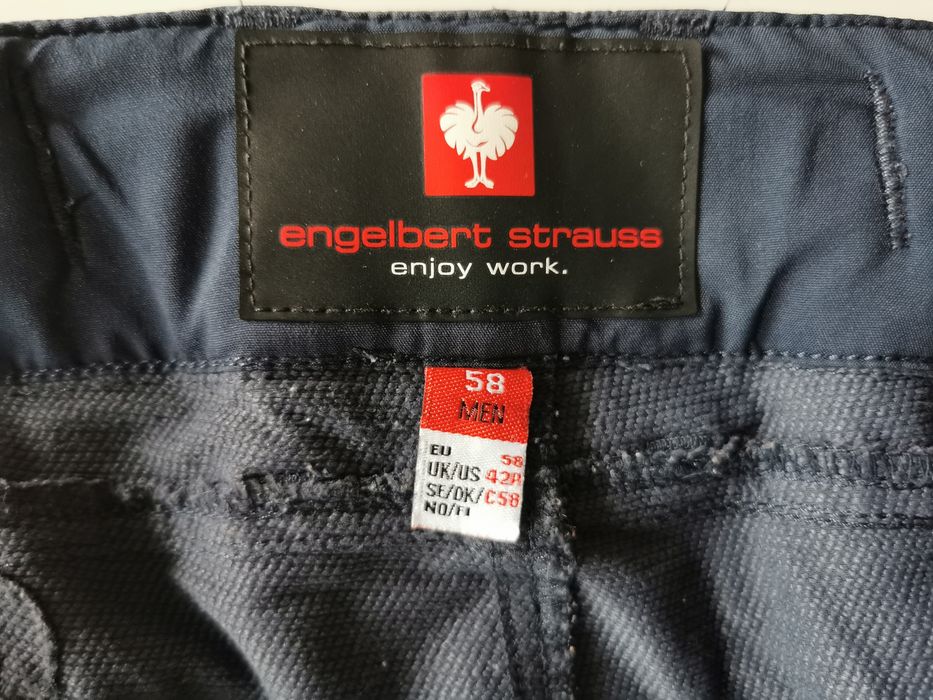 engelbert strauss
enjoy work.
58
MEN
EU 58
UK/US 42R
SE/DK/ C58
NO/FI